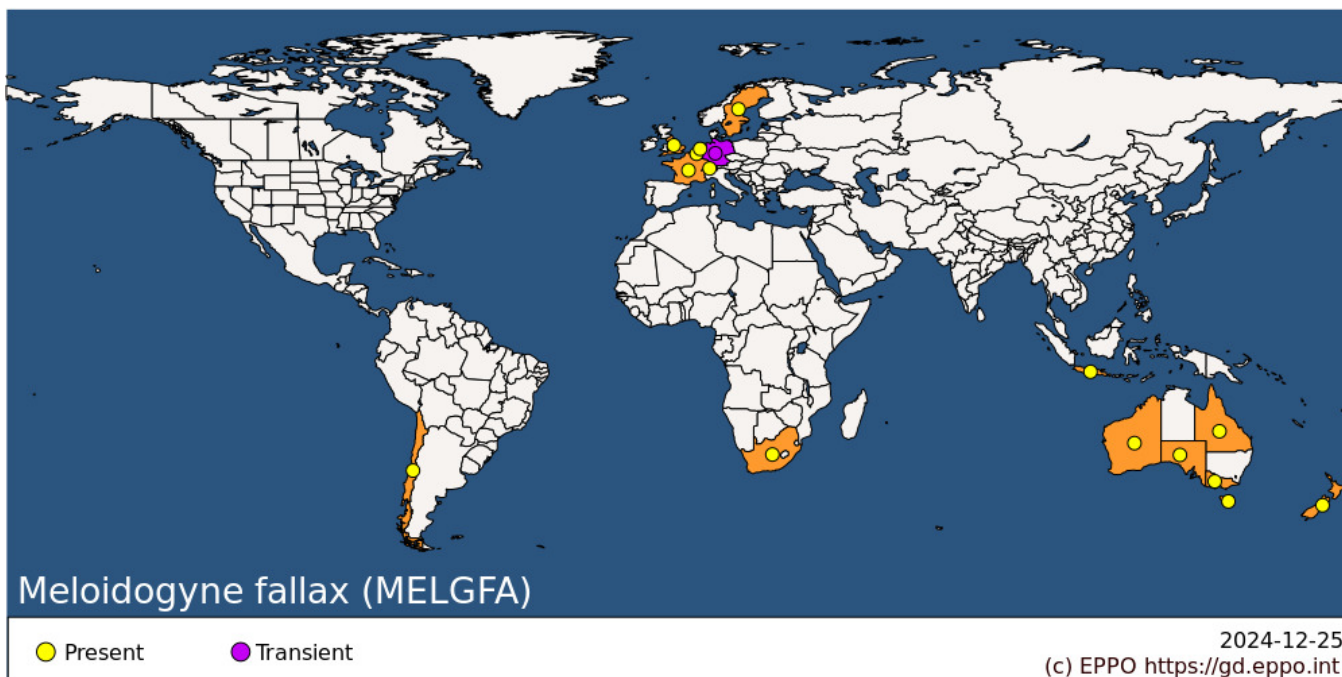 Meloidogyne fallax (MELGFA)
Present
Transient
2024-12-25
(c) EPPO https://gd.eppo.int